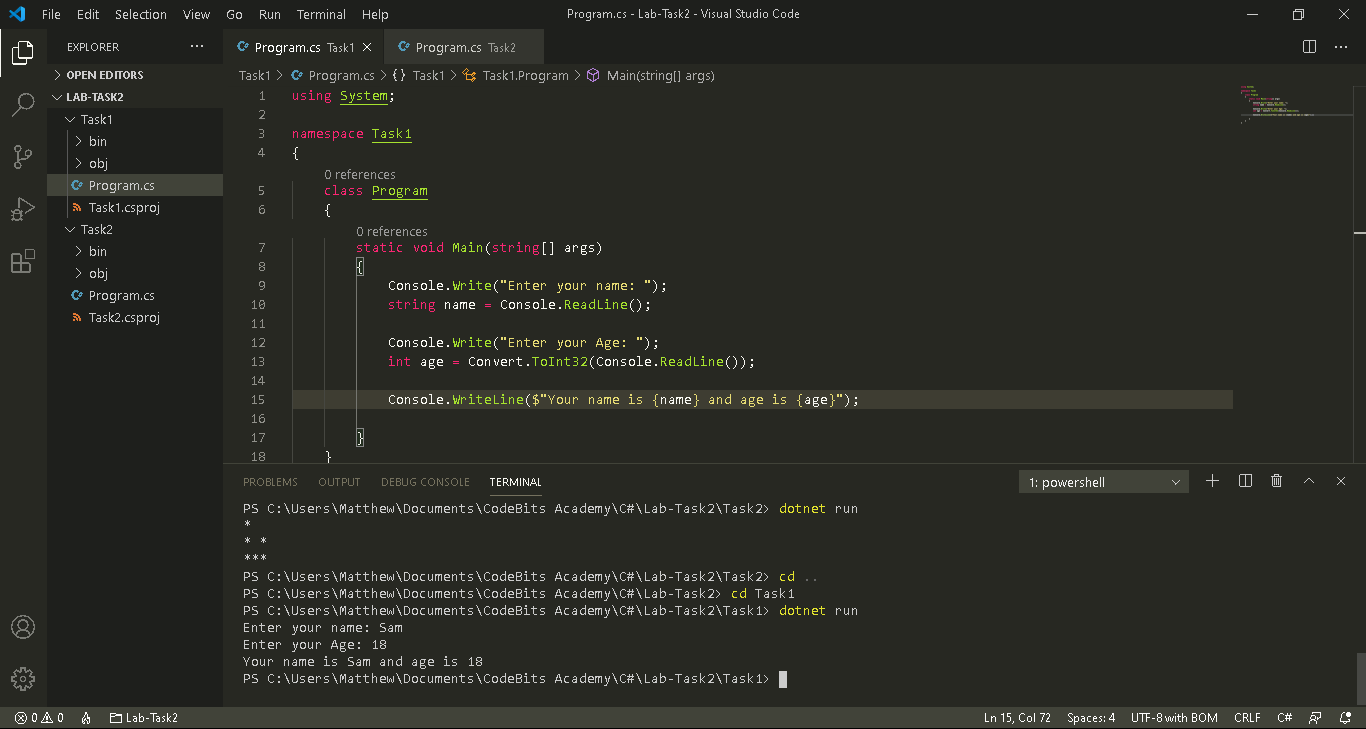 File Edit Selection View Go Run Terminal Help Program.cs - Lab-Task2 - Visual Studio Code
EXPLORER
OPEN EDITORS
LAB-TASK2
Task1
bin
obj
Program.cs
Task1.csproj
Task2
bin
obj
Program.cs
Task2.csproj
Program.cs Task1 Program.cs Task2
Task1 > Program.cs > {} Task1 > Task1.Program > Main(string[] args)
1 using System;
2
3 namespace Task1
4 {
0 references
5 class Program
6 {
0 references
7 static void Main(string[] args)
8 {
9 Console.Write("Enter your name: ");
10 string name = Console.ReadLine();
11
12 Console.Write("Enter your Age: ");
13 int age = Convert.ToInt32(Console.ReadLine());
14
15 Console.WriteLine($"Your name is {name} and age is {age}");
16
17 }
18 }
PROBLEMS OUTPUT DEBUG CONSOLE TERMINAL 1: powershell
PS C:\Users\Matthew\Documents\CodeBits Academy\C#\Lab-Task2\Task2> dotnet run
*
* *
***
PS C:\Users\Matthew\Documents\CodeBits Academy\C#\Lab-Task2\Task2> cd ..
PS C:\Users\Matthew\Documents\CodeBits Academy\C#\Lab-Task2> cd Task1
PS C:\Users\Matthew\Documents\CodeBits Academy\C#\Lab-Task2\Task1> dotnet run
Enter your name: Sam
Enter your Age: 18
Your name is Sam and age is 18
PS C:\Users\Matthew\Documents\CodeBits Academy\C#\Lab-Task2\Task1>
0 0 Lab-Task2 Ln 15, Col 72 Spaces: 4 UTF-8 with BOM CRLF C#